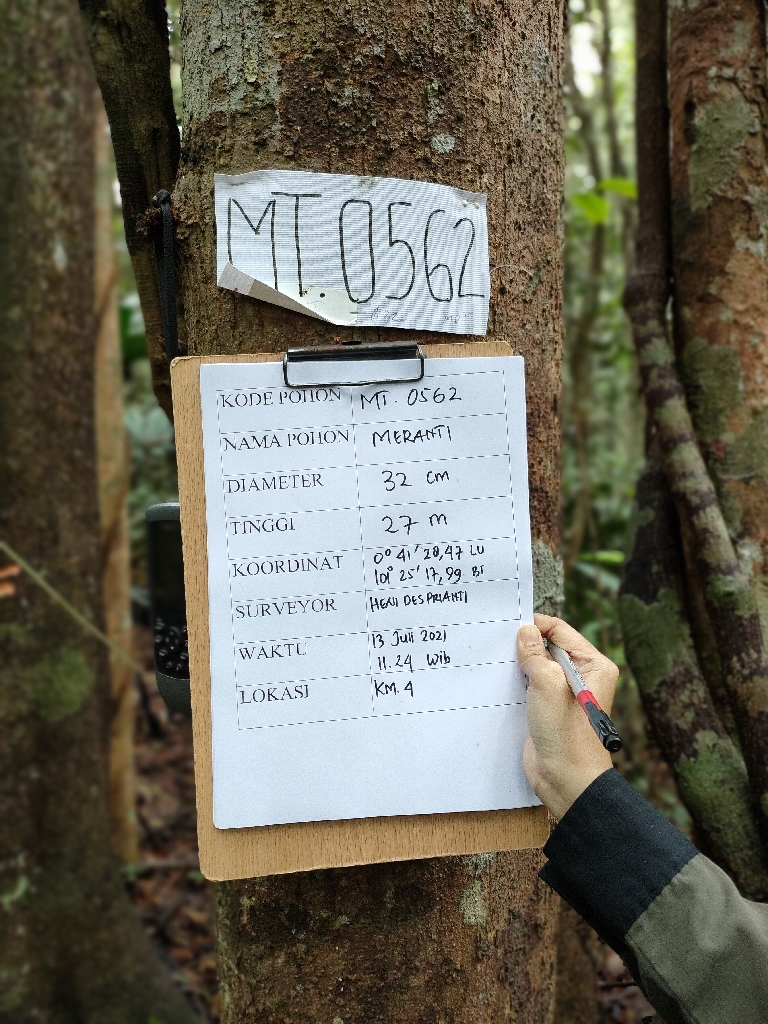 MT 0562
KODE POHON MT. 0562
NAMA POHON MERANTI
DIAMETER 32 cm
TINGGI 27 m
KOORDINAT 0° 41' 28,47 LU
101° 25' 17,99 BT
SURVEYOR HENI DESPRIANTI
WAKTU 13 Juli 2021
11.24 Wib
LOKASI KM. 4